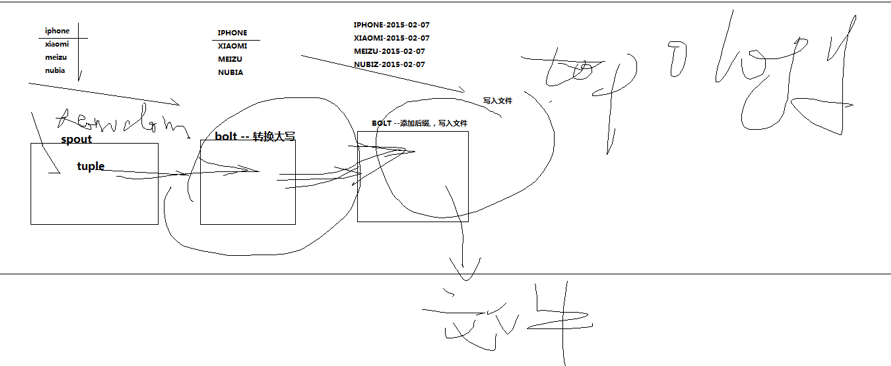 iphone
xiaomi
meizu
nubia
IPHONE
XIAOMI
MEIZU
NUBIA
IPHONE-2015-02-07
XIAOMI-2015-02-07
MEIZU-2015-02-07
NUBIZ-2015-02-07
topology
写入文件
random
spout
tuple
bolt -- 转换大写
BOLT --添加后缀,, 写入文件